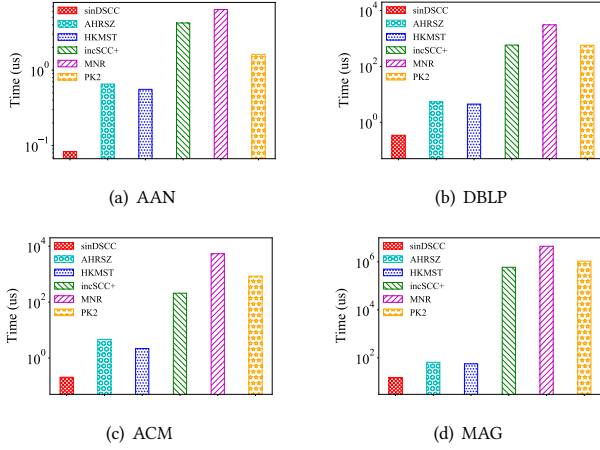 sinDSCC
AHRSZ
HKMST
incSCC+
MNR
PK2
Time (us)
10^0
10^-1
(a) AAN
sinDSCC
AHRSZ
HKMST
incSCC+
MNR
PK2
Time (us)
10^4
10^2
10^0
(b) DBLP
sinDSCC
AHRSZ
HKMST
incSCC+
MNR
PK2
Time (us)
10^4
10^2
10^0
(c) ACM
sinDSCC
AHRSZ
HKMST
incSCC+
MNR
PK2
Time (us)
10^6
10^4
10^2
(d) MAG